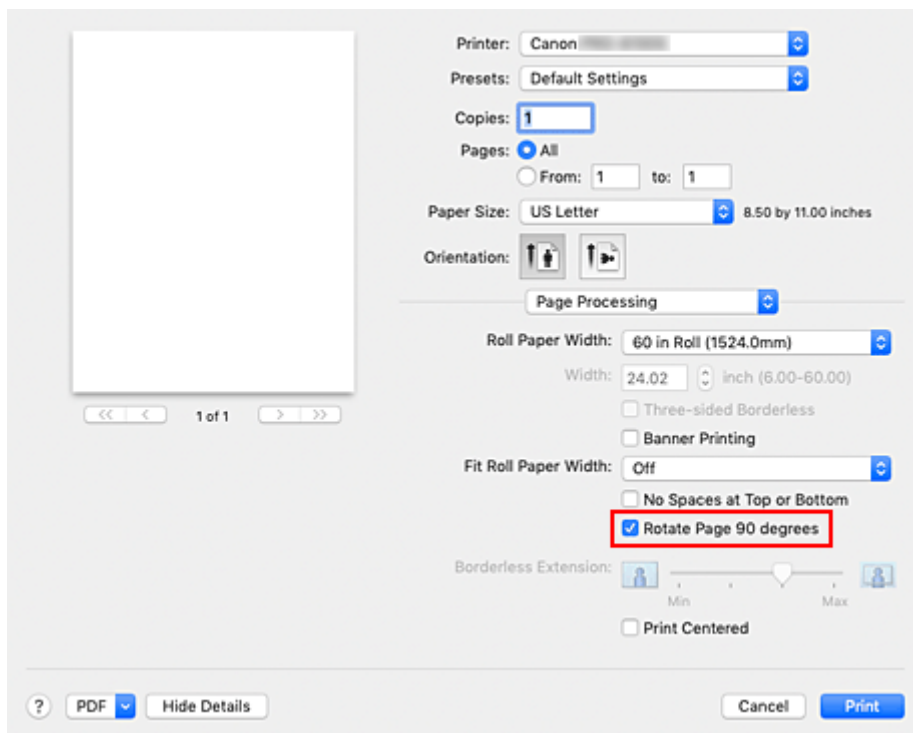 Printer: Canon
Presets: Default Settings
Copies: 1
Pages: All
From: 1 to: 1
Paper Size: US Letter 8.50 by 11.00 inches
Orientation:
Page Processing
Roll Paper Width: 60 in Roll (1524.0mm)
Width: 24.02 inch (6.00-60.00)
Three-sided Borderless
Banner Printing
Fit Roll Paper Width: Off
No Spaces at Top or Bottom
Rotate Page 90 degrees
Borderless Extension:
Min Max
Print Centered
<< < 1 of 1 > >>
? PDF Hide Details Cancel Print